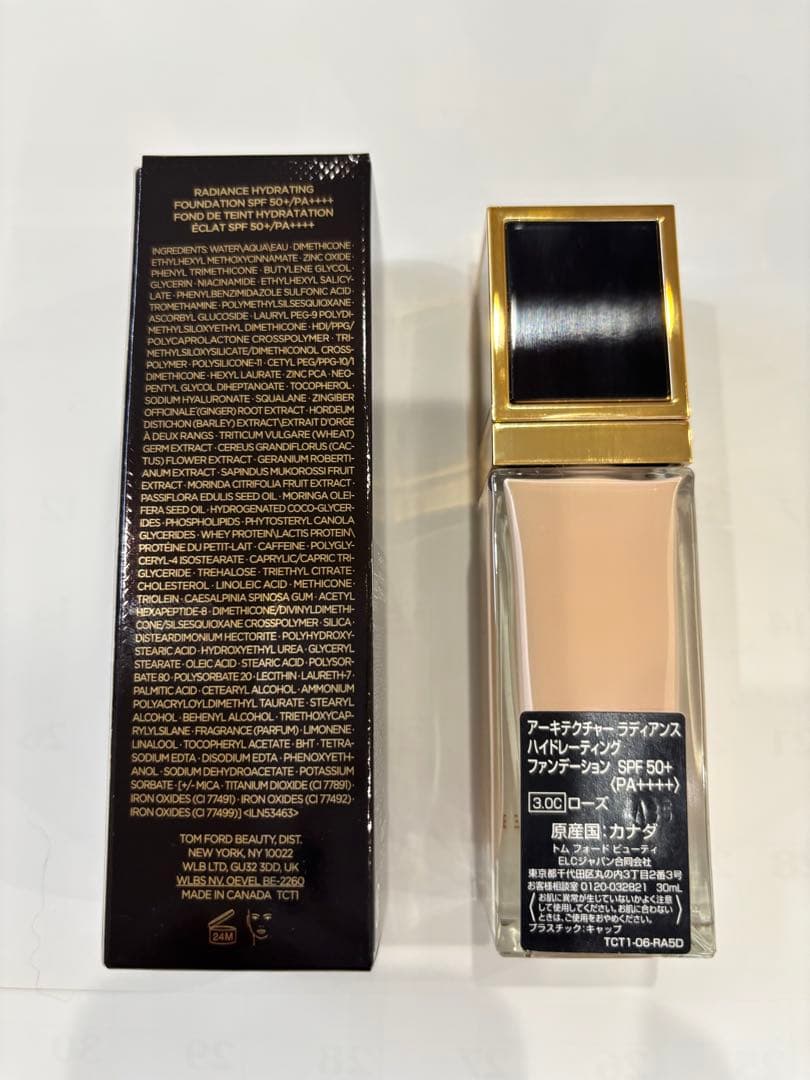 RADIANCE HYDRATING
FOUNDATION SPF 50+/PA++++
FOND DE TEINT HYDRATATION
ÉCLAT SPF 50+/PA++++
INGREDIENTS: WATER\AQUA\EAU · DIMETHICONE ·
ETHYLHEXYL METHOXYCINNAMATE · ZINC OXIDE ·
PHENYL TRIMETHICONE · BUTYLENE GLYCOL ·
GLYCERIN · NIACINAMIDE · ETHYLHEXYL SALICY-
LATE · PHENYLBENZIMIDAZOLE SULFONIC ACID ·
TROMETHAMINE · POLYMETHYLSILSESQUIOXANE ·
ASCORBYL GLUCOSIDE · LAURYL PEG-9 POLYDI-
METHYLSILOXYETHYL DIMETHICONE · HDI/PPG/
POLYCAPROLACTONE CROSSPOLYMER · TRI-
METHYLSILOXYSILICATE/DIMETHICONOL CROSS-
POLYMER · POLYSILICONE-11 · CETYL PEG/PPG-10/1
DIMETHICONE · HEXYL LAURATE · ZINC PCA · NEO-
PENTYL GLYCOL DIHEPTANOATE · TOCOPHEROL ·
SODIUM HYALURONATE · SQUALANE · ZINGIBER
OFFICINALE (GINGER) ROOT EXTRACT · HORDEUM
DISTICHON (BARLEY) EXTRACT\EXTRAIT D'ORGE
À DEUX RANGS · TRITICUM VULGARE (WHEAT)
GERM EXTRACT · CEREUS GRANDIFLORUS (CAC-
TUS) FLOWER EXTRACT · GERANIUM ROBERTI-
ANUM EXTRACT · SAPINDUS MUKOROSSI FRUIT
EXTRACT · MORINDA CITRIFOLIA FRUIT EXTRACT ·
PASSIFLORA EDULIS SEED OIL · MORINGA OLEI-
FERA SEED OIL · HYDROGENATED COCO-GLYCER-
IDES · PHOSPHOLIPIDS · PHYTOSTERYL CANOLA
GLYCERIDES · WHEY PROTEIN\LACTIS PROTEIN\
PROTÉINE DU PETIT-LAIT · CAFFEINE · POLYGLY-
CERYL-4 ISOSTEARATE · CAPRYLIC/CAPRIC TRI-
GLYCERIDE · TREHALOSE · TRIETHYL CITRATE ·
CHOLESTEROL · LINOLEIC ACID · METHICONE ·
TRIOLEIN · CAESALPINIA SPINOSA GUM · ACETYL
HEXAPEPTIDE-8 · DIMETHICONE/DIVINYLDIMETHI-
CONE/SILSESQUIOXANE CROSSPOLYMER · SILICA ·
DISTEARDIMONIUM HECTORITE · POLYHYDROXY-
STEARIC ACID · HYDROXYETHYL UREA · GLYCERYL
STEARATE · OLEIC ACID · STEARIC ACID · POLYSOR-
BATE 80 · POLYSORBATE 20 · LECITHIN · LAURETH-7 ·
PALMITIC ACID · CETEARYL ALCOHOL · AMMONIUM
POLYACRYLOYLDIMETHYL TAURATE · STEARYL
ALCOHOL · BEHENYL ALCOHOL · TRIETHOXYCAP-
RYLYLSILANE · FRAGRANCE (PARFUM) · LIMONENE ·
LINALOOL · TOCOPHERYL ACETATE · BHT · TETRA-
SODIUM EDTA · DISODIUM EDTA · PHENOXYETH-
ANOL · SODIUM DEHYDROACETATE · POTASSIUM
SORBATE · [+/- MICA · TITANIUM DIOXIDE (CI 77891) ·
IRON OXIDES (CI 77491) · IRON OXIDES (CI 77492) ·
IRON OXIDES (CI 77499)] <ILN53463>
TOM FORD BEAUTY, DIST.
NEW YORK, NY 10022
WLB LTD, GU32 3DD, UK
WLBS NV. OEVEL BE-2260
MADE IN CANADA TCT1
24M
アーキテクチャー ラディアンス
ハイドレーティング
ファンデーション SPF 50+
〈PA++++〉
3.0C ローズ
原産国:カナダ
トム フォード ビューティ
ELCジャパン合同会社
東京都千代田区丸の内3丁目2番3号
お客様相談室 0120-032821 30mL
お肌に異常が生じていないかよく注意
して使用してください。お肌に合わない
ときは、ご使用をおやめください。
プラスチック:キャップ
TCT1-06-RA5D